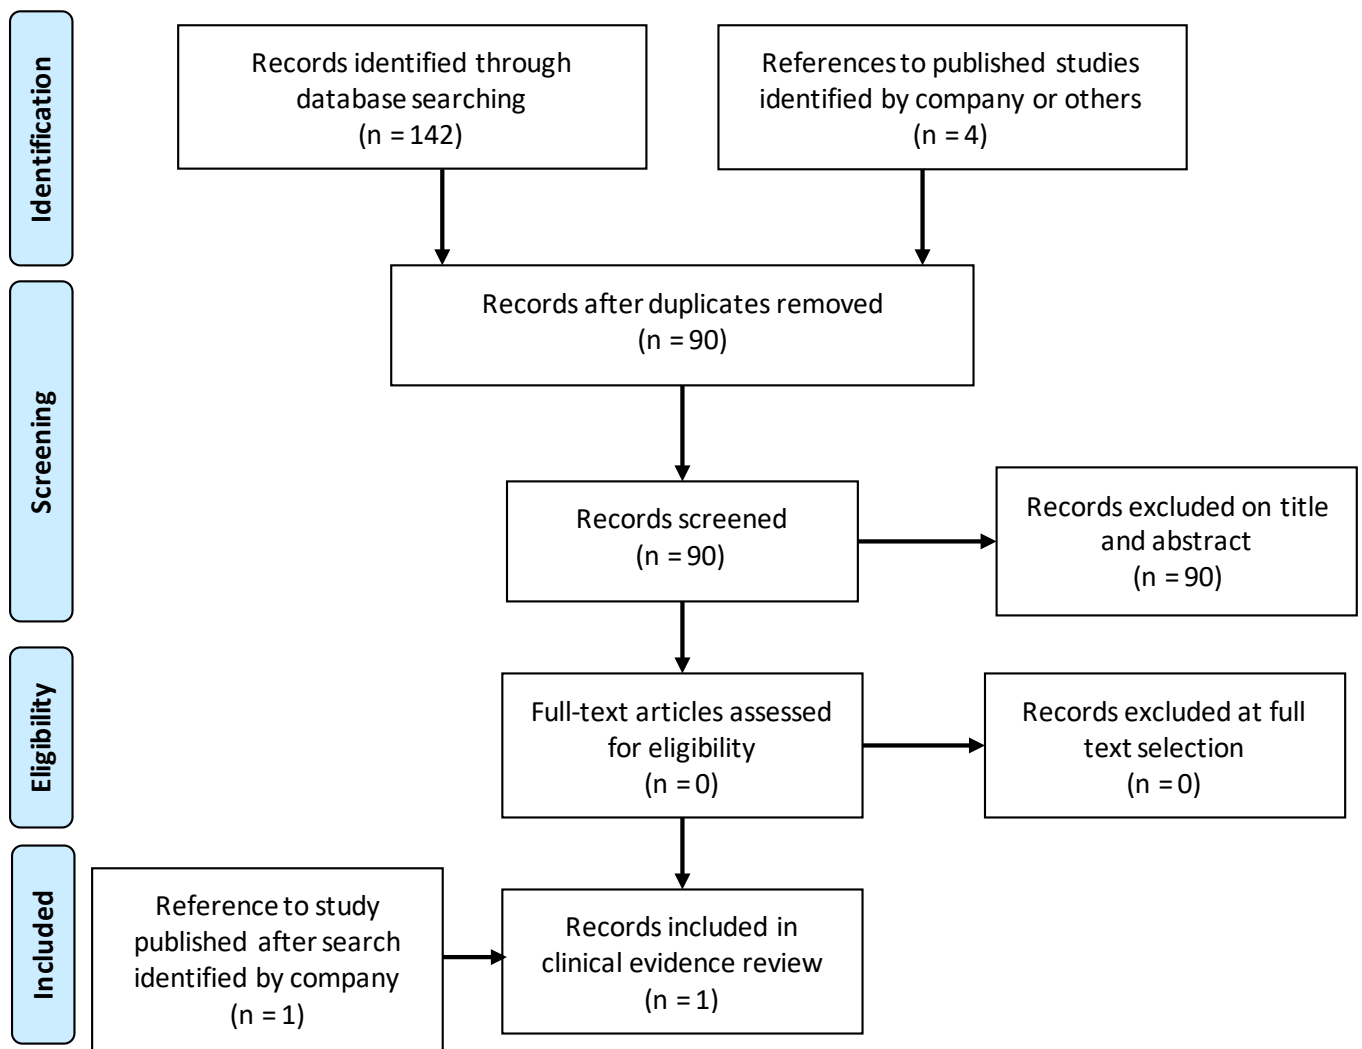 Identification
Records identified through
database searching
(n = 142)
References to published studies
identified by company or others
(n = 4)
Screening
Records after duplicates removed
(n = 90)
Records screened
(n = 90)
Records excluded on title
and abstract
(n = 90)
Eligibility
Full-text articles assessed
for eligibility
(n = 0)
Records excluded at full
text selection
(n = 0)
Included
Reference to study
published after search
identified by company
(n = 1)
Records included in
clinical evidence review
(n = 1)